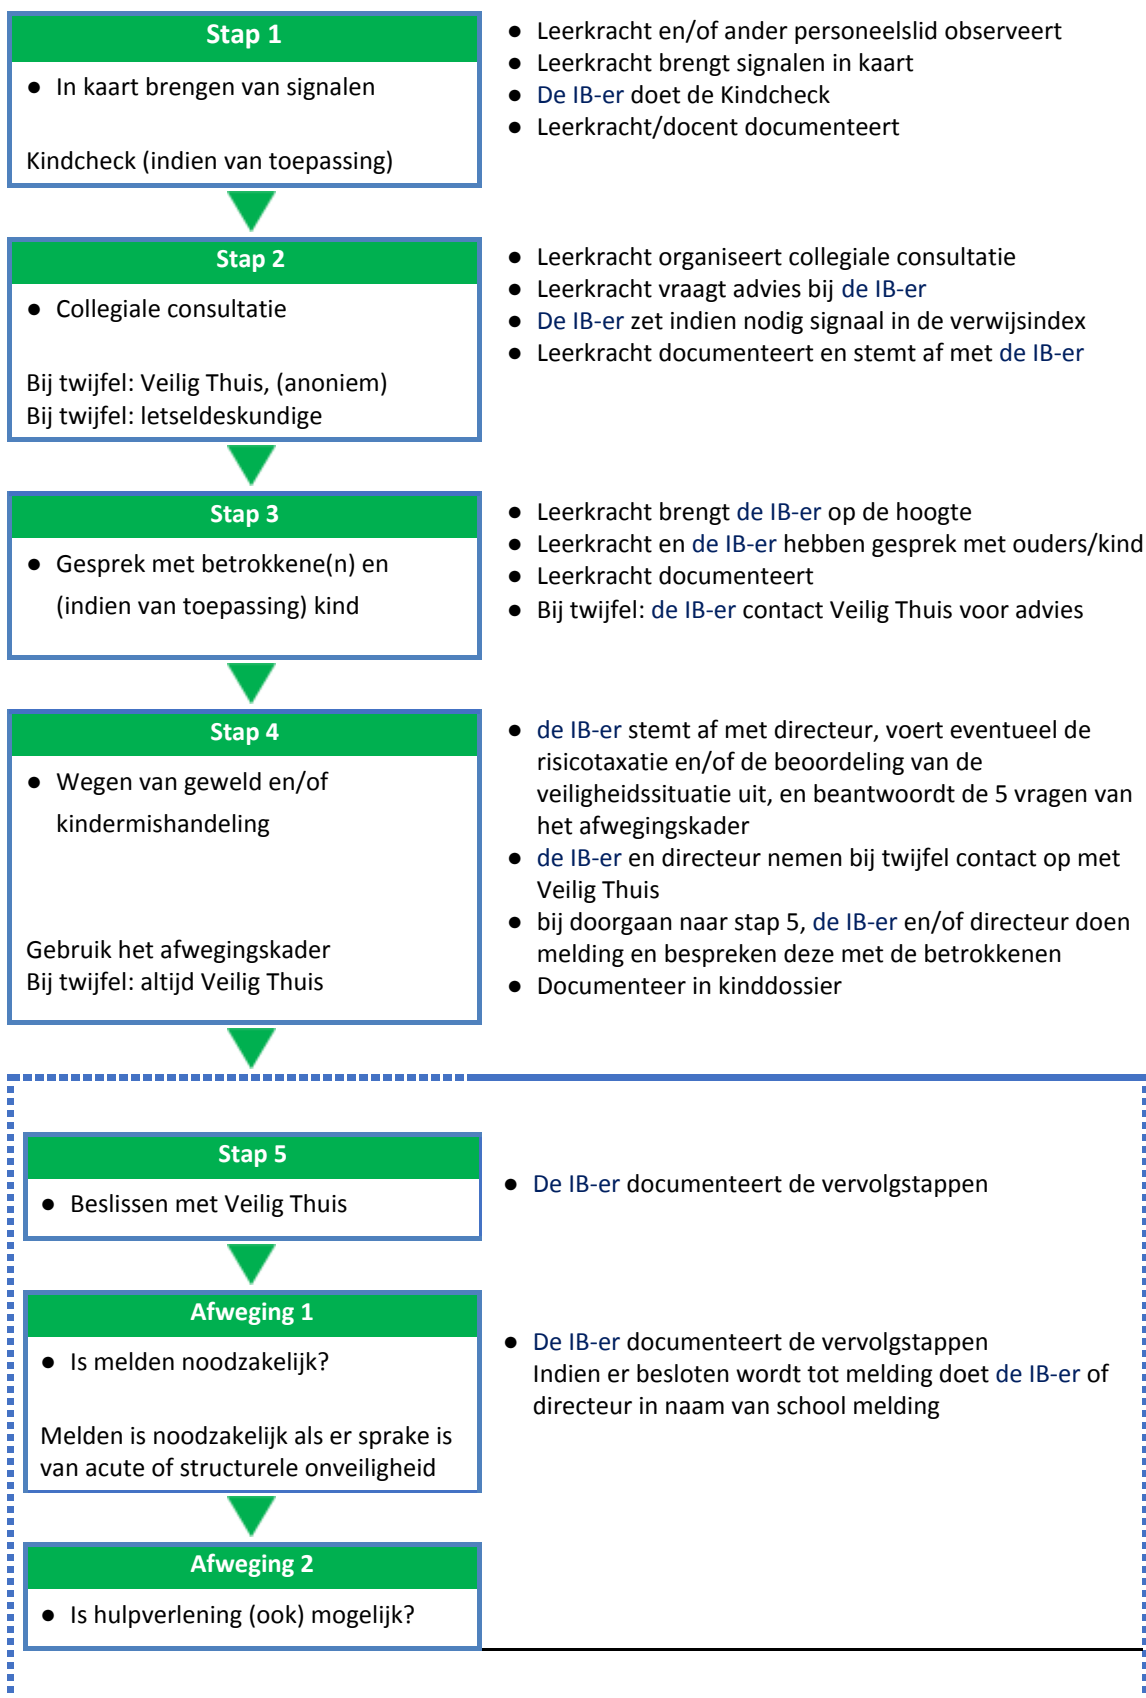 Stap 1
● In kaart brengen van signalen
Kindcheck (indien van toepassing)
● Leerkracht en/of ander personeelslid observeert
● Leerkracht brengt signalen in kaart
● De IB-er doet de Kindcheck
● Leerkracht/docent documenteert
Stap 2
● Collegiale consultatie
Bij twijfel: Veilig Thuis, (anoniem)
Bij twijfel: letseldeskundige
● Leerkracht organiseert collegiale consultatie
● Leerkracht vraagt advies bij de IB-er
● De IB-er zet indien nodig signaal in de verwijsindex
● Leerkracht documenteert en stemt af met de IB-er
Stap 3
● Gesprek met betrokkene(n) en
(indien van toepassing) kind
● Leerkracht brengt de IB-er op de hoogte
● Leerkracht en de IB-er hebben gesprek met ouders/kind
● Leerkracht documenteert
● Bij twijfel: de IB-er contact Veilig Thuis voor advies
Stap 4
● Wegen van geweld en/of
kindermishandeling
Gebruik het afwegingskader
Bij twijfel: altijd Veilig Thuis
● de IB-er stemt af met directeur, voert eventueel de
risicotaxatie en/of de beoordeling van de
veiligheidssituatie uit, en beantwoordt de 5 vragen van
het afwegingskader
● de IB-er en directeur nemen bij twijfel contact op met
Veilig Thuis
● bij doorgaan naar stap 5, de IB-er en/of directeur doen
melding en bespreken deze met de betrokkenen
● Documenteer in kinddossier
Stap 5
● Beslissen met Veilig Thuis
● De IB-er documenteert de vervolgstappen
Afweging 1
● Is melden noodzakelijk?
Melden is noodzakelijk als er sprake is
van acute of structurele onveiligheid
● De IB-er documenteert de vervolgstappen
Indien er besloten wordt tot melding doet de IB-er of
directeur in naam van school melding
Afweging 2
● Is hulpverlening (ook) mogelijk?